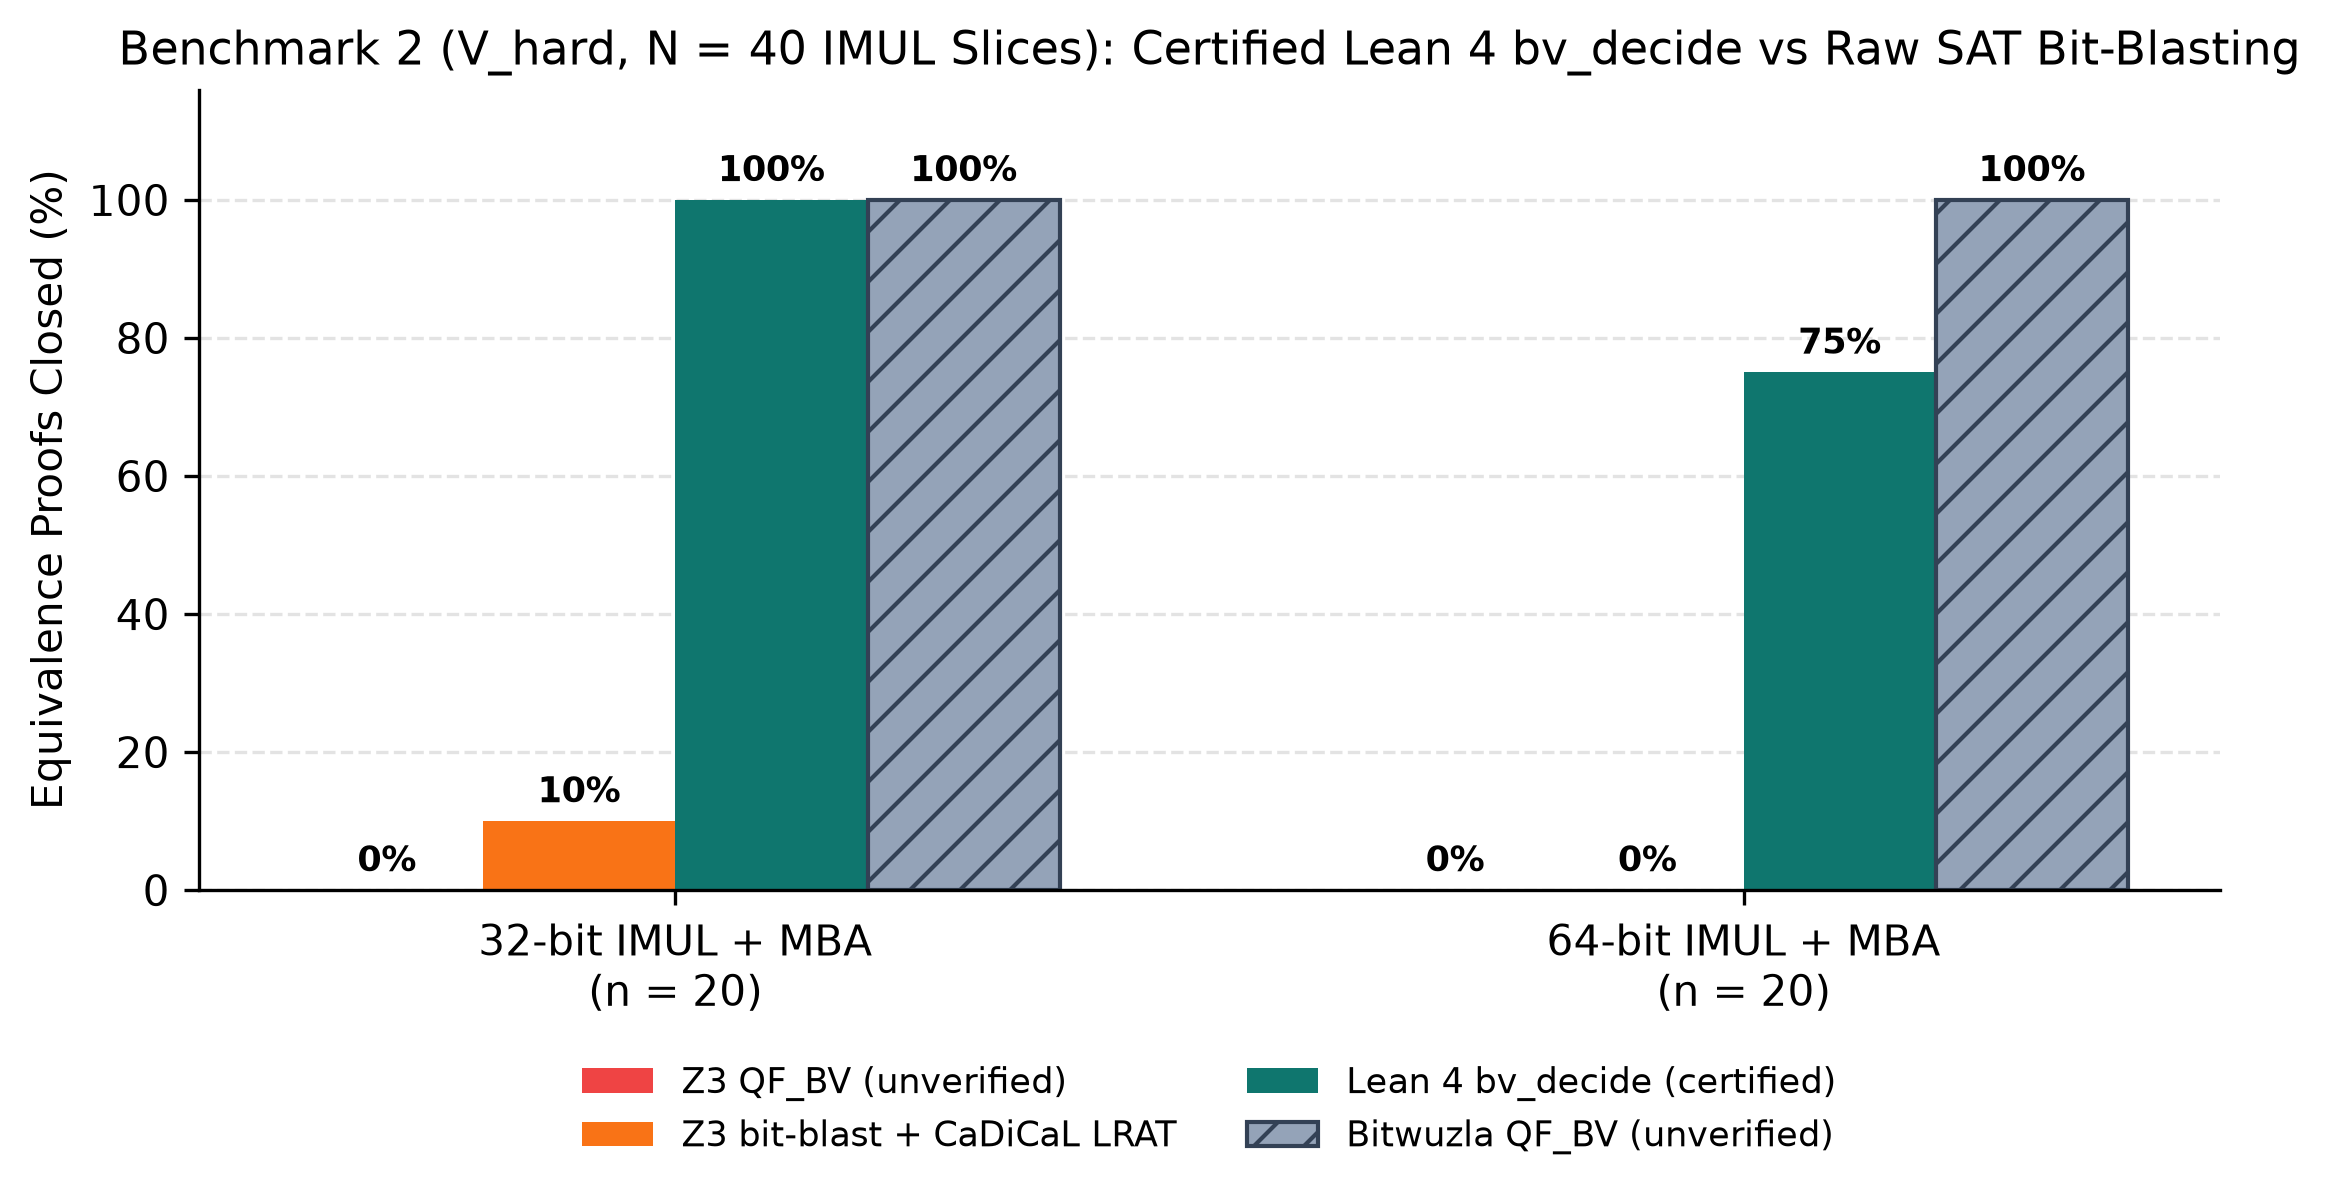 Benchmark 2 (V_hard, N = 40 IMUL Slices): Certified Lean 4 bv_decide vs Raw SAT Bit-Blasting
Equivalence Proofs Closed (%)
100
80
60
40
20
0
0%
10%
100%
100%
0%
0%
75%
100%
32-bit IMUL + MBA
(n = 20)
64-bit IMUL + MBA
(n = 20)
Z3 QF_BV (unverified)
Z3 bit-blast + CaDiCaL LRAT
Lean 4 bv_decide (certified)
Bitwuzla QF_BV (unverified)